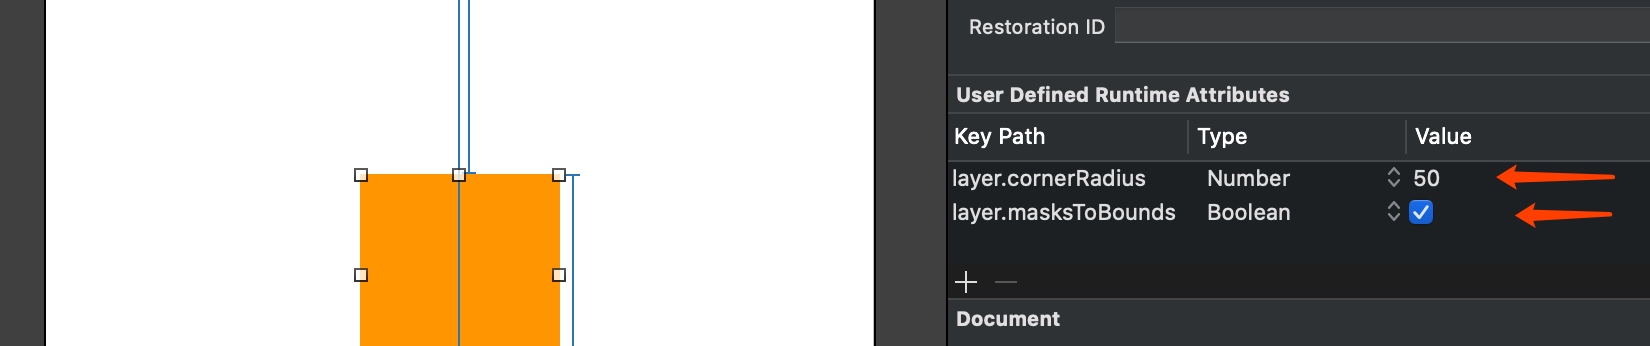 Restoration ID
User Defined Runtime Attributes
Key Path Type Value
layer.cornerRadius Number 50
layer.masksToBounds Boolean
Document